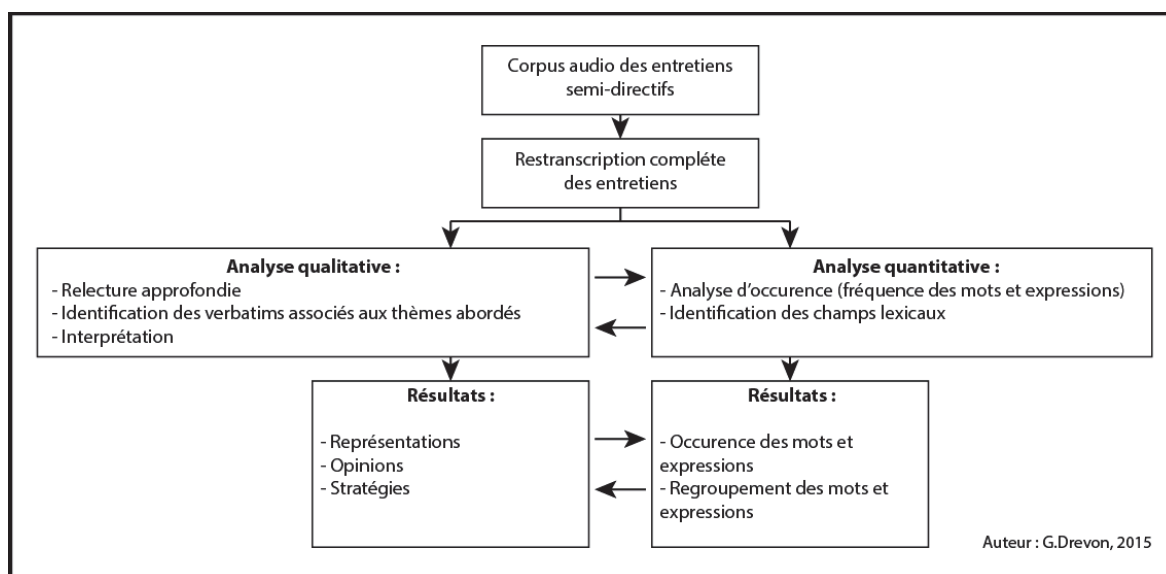 Corpus audio des entretiens
semi-directifs
Restranscription compléte
des entretiens
Analyse qualitative :
- Relecture approfondie
- Identification des verbatims associés aux thèmes abordés
- Interprétation
Analyse quantitative :
- Analyse d'occurence (fréquence des mots et expressions)
- Identification des champs lexicaux
Résultats :
- Représentations
- Opinions
- Stratégies
Résultats :
- Occurence des mots et
expressions
- Regroupement des mots et
expressions
Auteur : G.Drevon, 2015